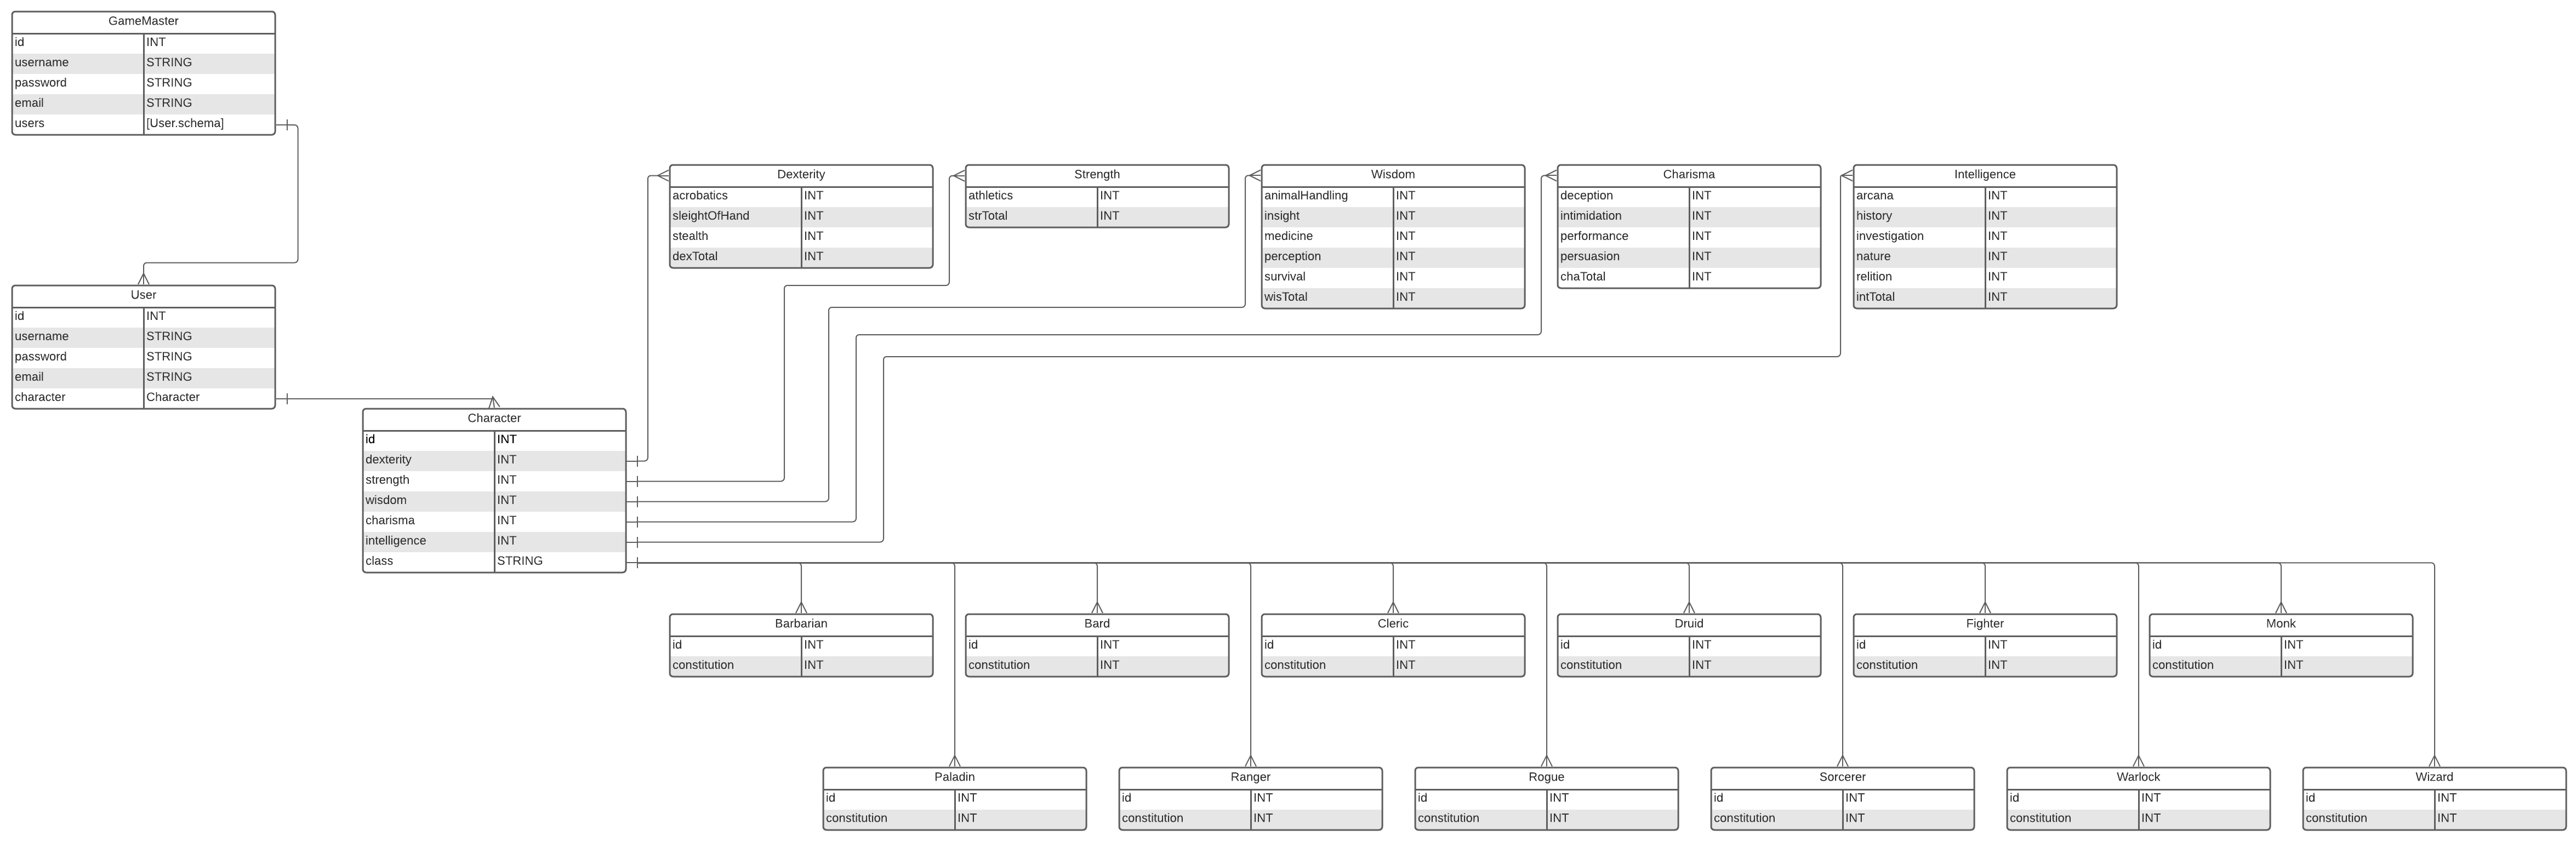 GameMaster
id INT
username STRING
password STRING
email STRING
users [User.schema]
User
id INT
username STRING
password STRING
email STRING
character Character
Character
id INT
dexterity INT
strength INT
wisdom INT
charisma INT
intelligence INT
class STRING
Dexterity
acrobatics INT
sleightOfHand INT
stealth INT
dexTotal INT
Strength
athletics INT
strTotal INT
Wisdom
animalHandling INT
insight INT
medicine INT
perception INT
survival INT
wisTotal INT
Charisma
deception INT
intimidation INT
performance INT
persuasion INT
chaTotal INT
Intelligence
arcana INT
history INT
investigation INT
nature INT
relition INT
intTotal INT
Barbarian
id INT
constitution INT
Bard
id INT
constitution INT
Cleric
id INT
constitution INT
Druid
id INT
constitution INT
Fighter
id INT
constitution INT
Monk
id INT
constitution INT
Paladin
id INT
constitution INT
Ranger
id INT
constitution INT
Rogue
id INT
constitution INT
Sorcerer
id INT
constitution INT
Warlock
id INT
constitution INT
Wizard
id INT
constitution INT